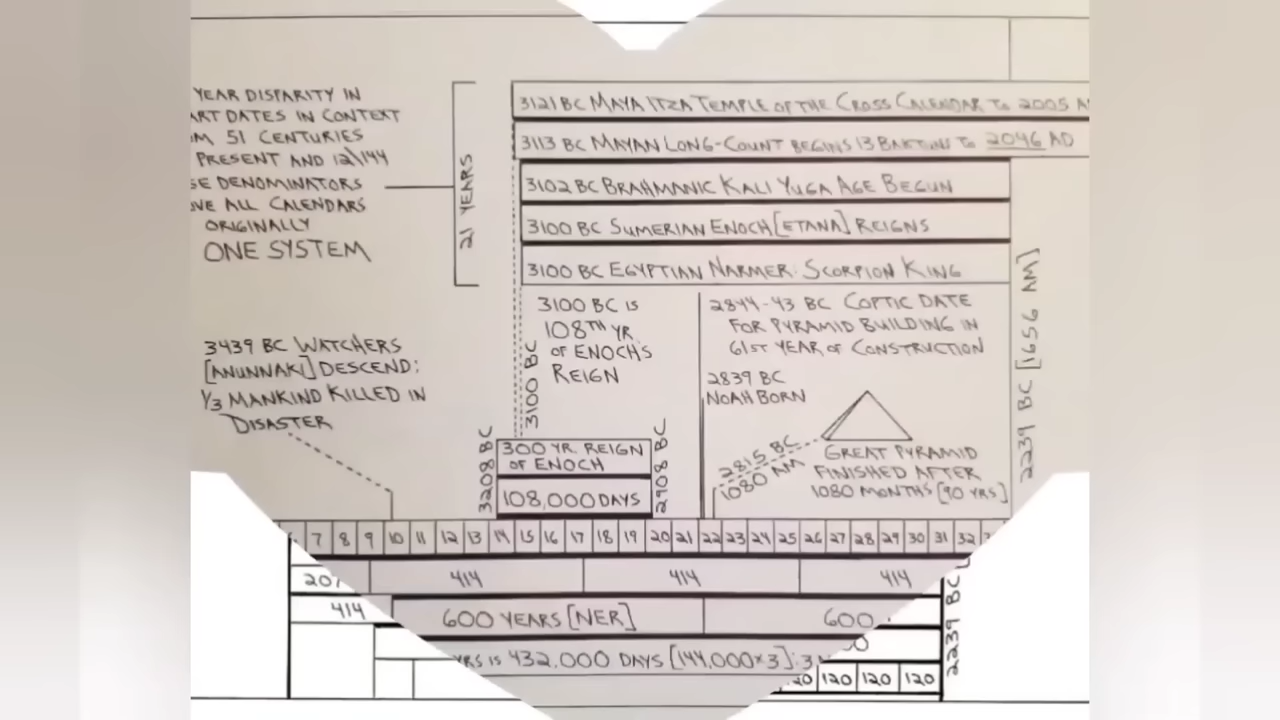 YEAR DISPARITY IN
ART DATES IN CONTEXT
51 CENTURIES
PRESENT AND 12\144
DENOMINATORS
ALL CALENDARS
ORIGINALLY
ONE SYSTEM
21 YEARS
3121 BC MAYA ITZA TEMPLE OF THE CROSS CALENDAR TO 2005 A
3113 BC MAYAN LONG-COUNT BEGINS 13 BAKTUNS TO 2046 AD
3102 BC BRAHMANIC KALI YUGA AGE BEGUN
3100 BC SUMERIAN ENOCH [ETANA] REIGNS
3100 BC EGYPTIAN NARMER: SCORPION KING
3439 BC WATCHERS
[ANUNNAKI] DESCEND:
1/3 MANKIND KILLED IN
DISASTER
3100 BC
3100 BC IS
108TH YR.
OF ENOCH'S
REIGN
3208 BC
300 YR. REIGN
OF ENOCH
108,000 DAYS
2908 BC
2844-43 BC COPTIC DATE
FOR PYRAMID BUILDING IN
61ST YEAR OF CONSTRUCTION
2839 BC
NOAH BORN
2815 BC
1080 AM
GREAT PYRAMID
FINISHED AFTER
1080 MONTHS [90 YRS]
2239 BC [1656 AM]
7 8 9 10 11 12 13 14 15 16 17 18 19 20 21 22 23 24 25 26 27 28 29 30 31 32
207 414 414 414
414 600 YEARS [NER] 600
YRS IS 432,000 DAYS [144,000×3]: 3
120 120 120
2239 BC